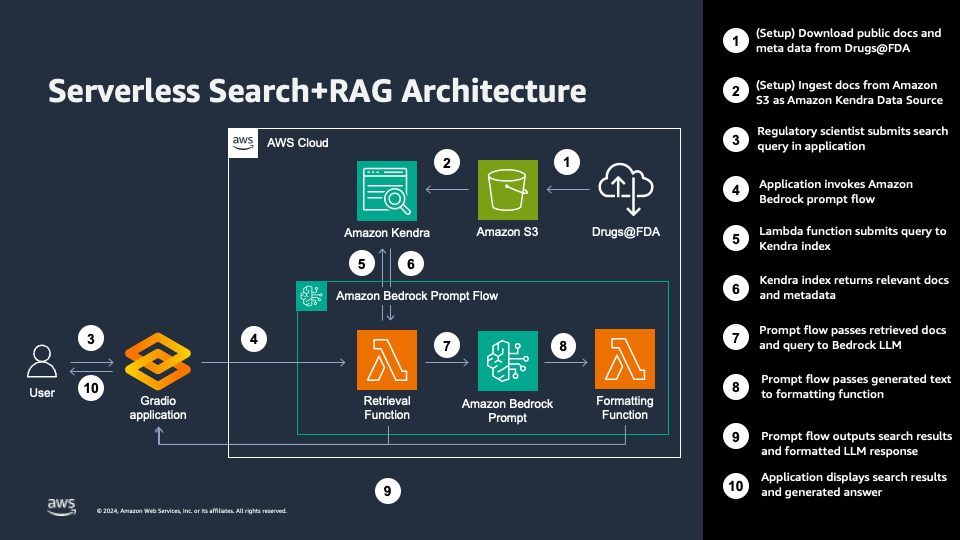 Serverless Search+RAG Architecture
aws
AWS Cloud
2
1
Amazon Kendra
Amazon S3
Drugs@FDA
5
6
Amazon Bedrock Prompt Flow
3
4
7
8
10
User
Gradio
application
Retrieval
Function
Amazon Bedrock
Prompt
Formatting
Function
9
aws
© 2024, Amazon Web Services, Inc. or its affiliates. All rights reserved.
1
(Setup) Download public docs and
meta data from Drugs@FDA
2
(Setup) Ingest docs from Amazon
S3 as Amazon Kendra Data Source
3
Regulatory scientist submits search
query in application
4
Application invokes Amazon
Bedrock prompt flow
5
Lambda function submits query to
Kendra index
6
Kendra index returns relevant docs
and metadata
7
Prompt flow passes retrieved docs
and query to Bedrock LLM
8
Prompt flow passes generated text
to formatting function
9
Prompt flow outputs search results
and formatted LLM response
10
Application displays search results
and generated answer